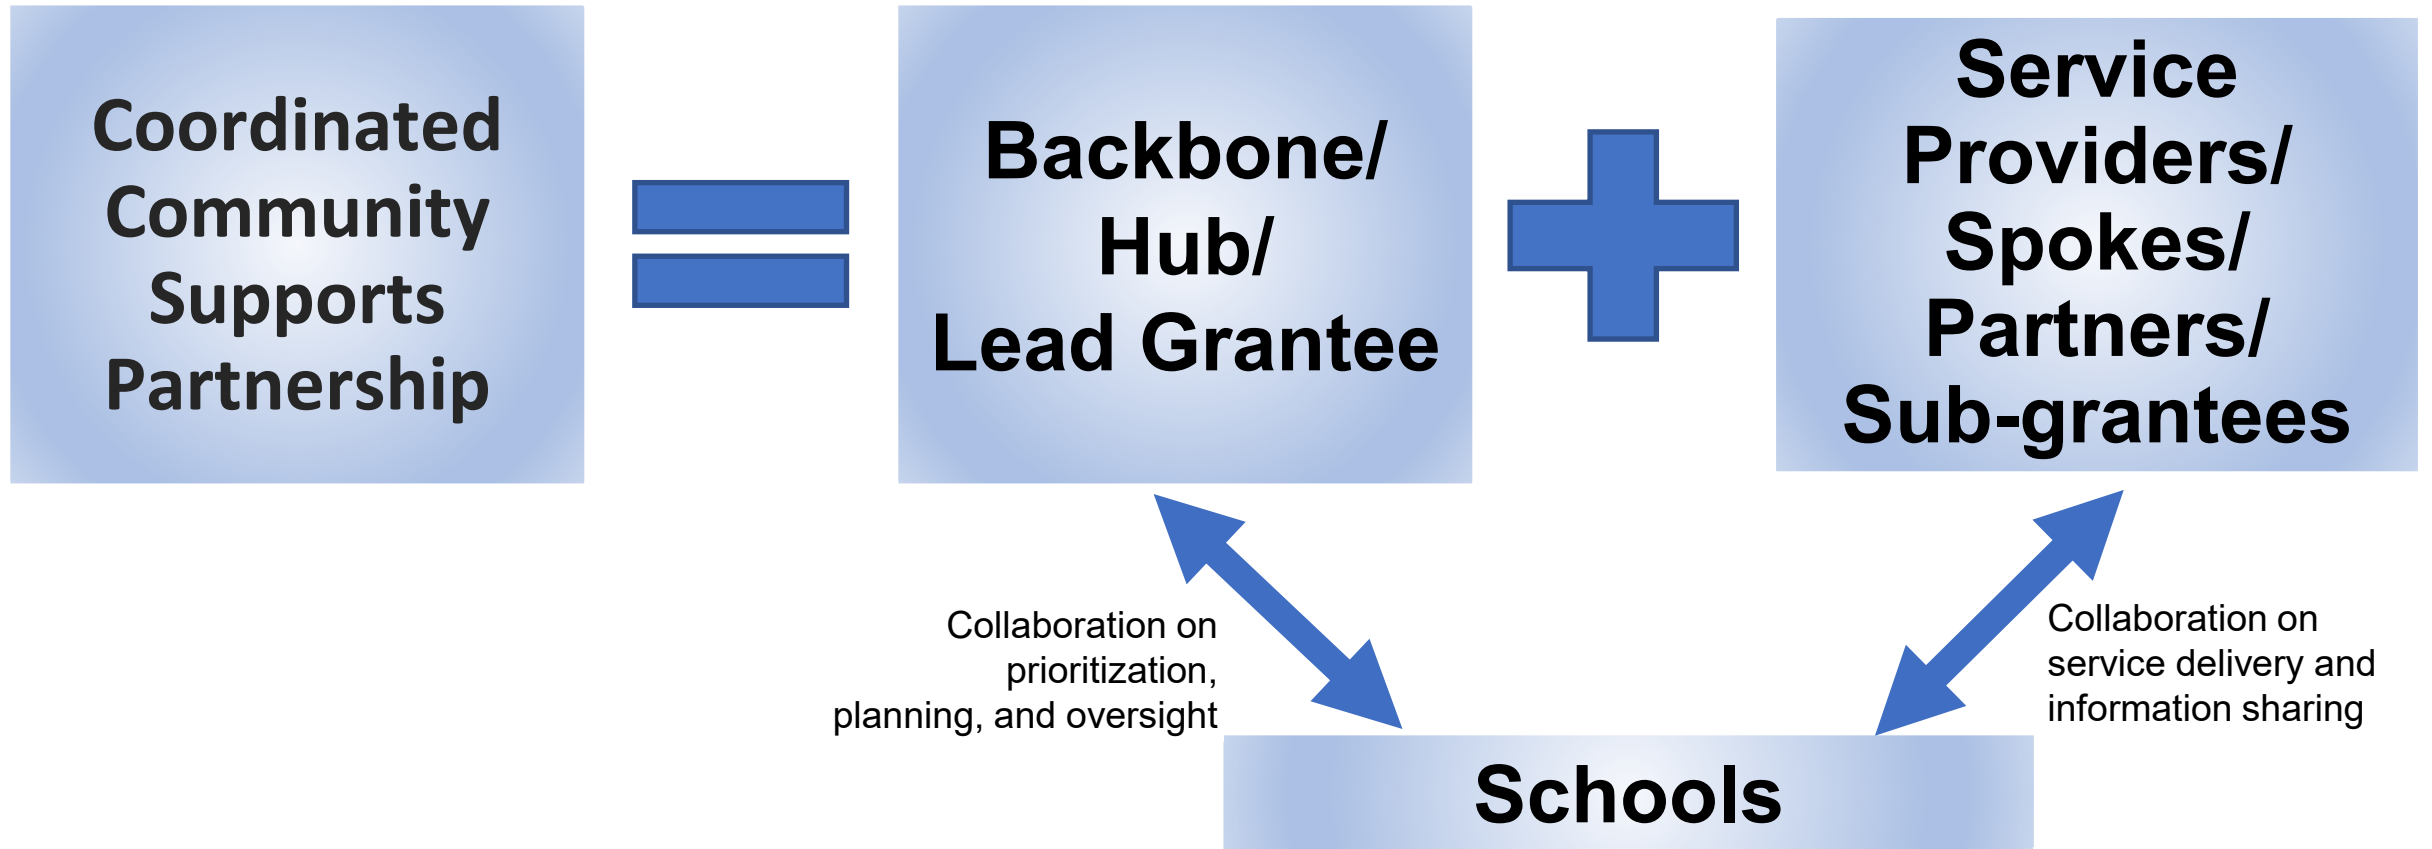 Coordinated
Community
Supports
Partnership
Backbone/
Hub/
Lead Grantee
Service
Providers/
Spokes/
Partners/
Sub-grantees
Collaboration on
prioritization,
planning, and oversight
Collaboration on
service delivery and
information sharing
Schools